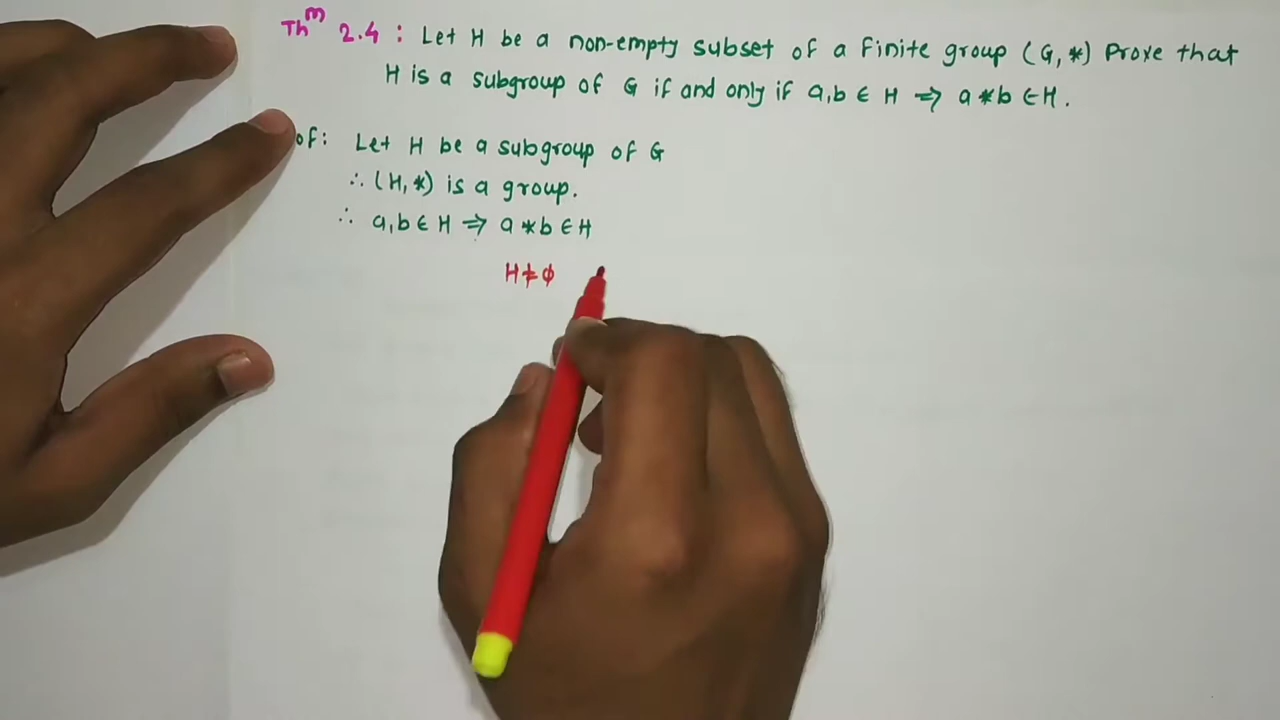 Thm 2.4 : Let H be a non-empty subset of a finite group (G,*) Prove that
H is a subgroup of G if and only if a,b ∈ H ⇒ a*b ∈ H.
of: Let H be a subgroup of G
∴ (H,*) is a group.
∴ a,b ∈ H ⇒ a*b ∈ H
H≠ϕ